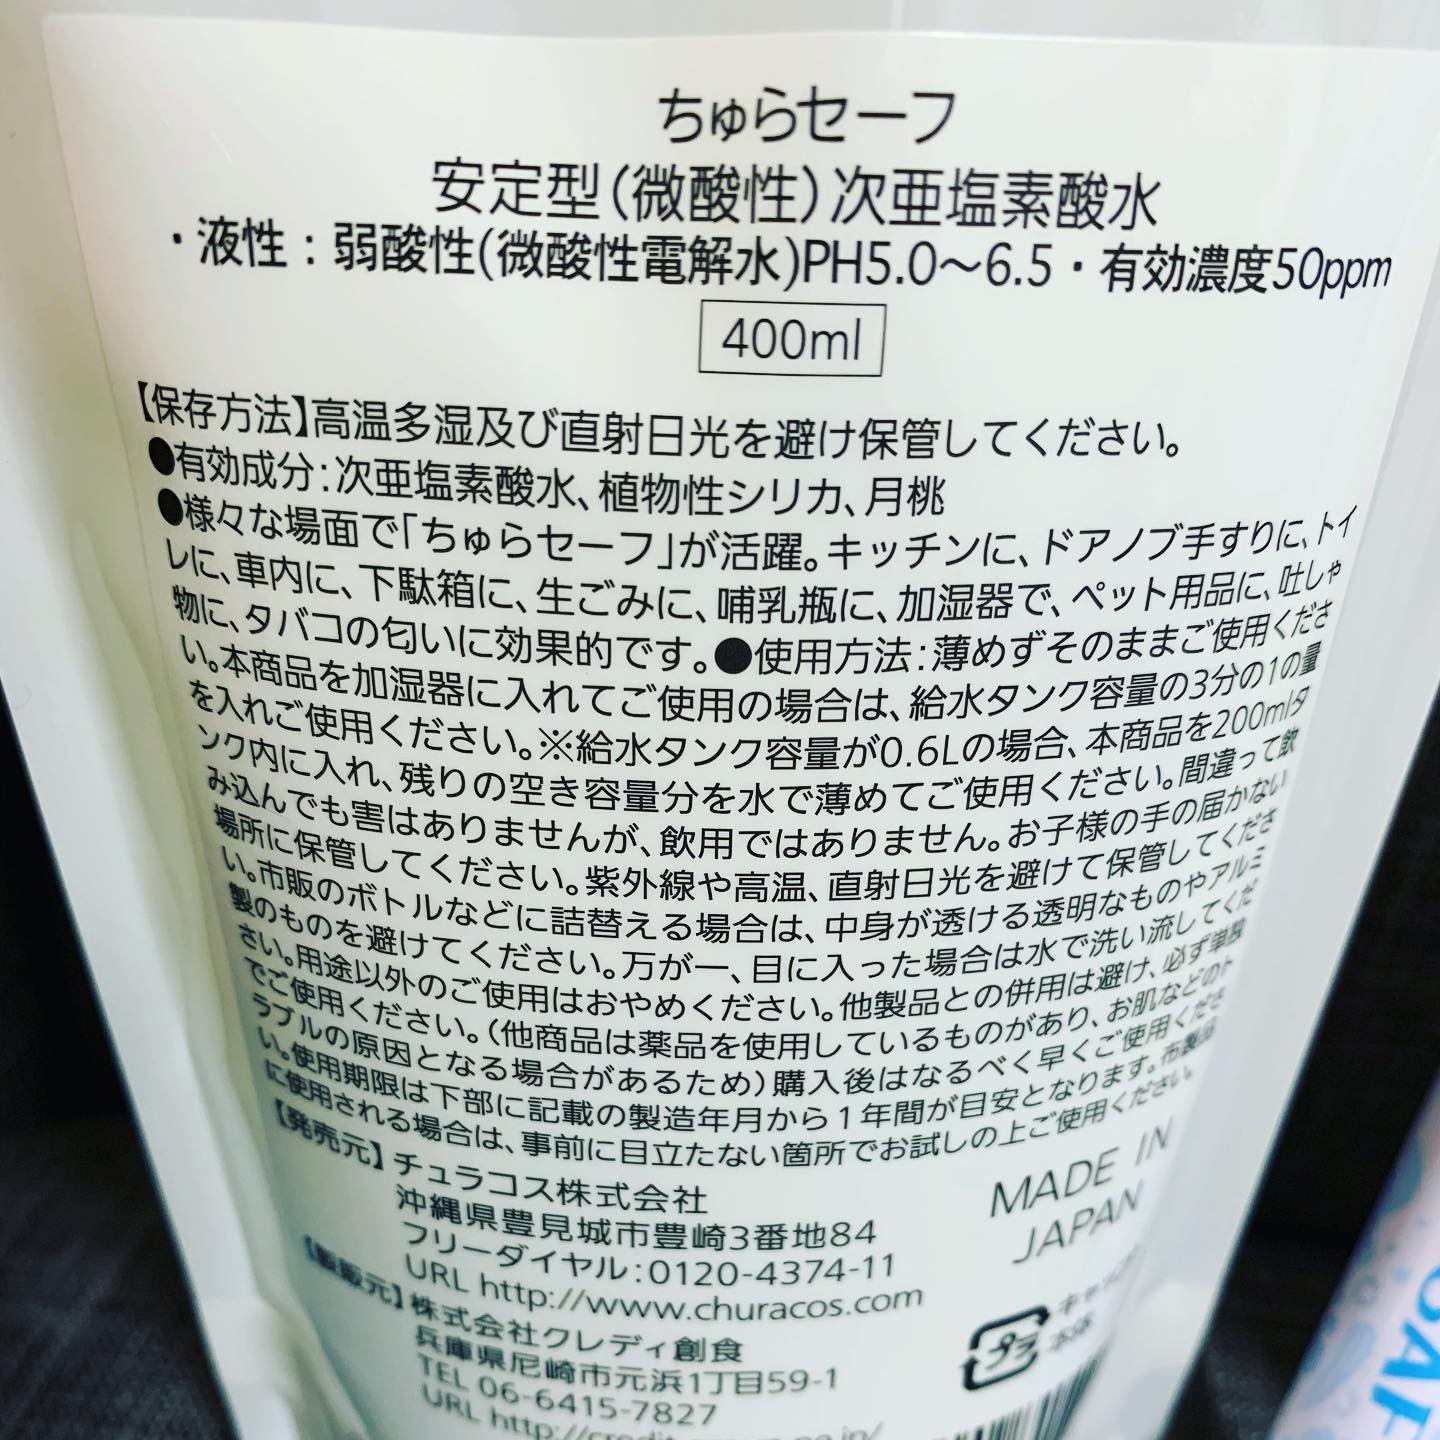 ちゅらセーフ
安定型(微酸性)次亜塩素酸水
・液性：弱酸性(微酸性電解水)PH5.0〜6.5・有効濃度50ppm
400ml
【保存方法】高温多湿及び直射日光を避け保管してください。
●有効成分:次亜塩素酸水、植物性シリカ、月桃
●様々な場面で「ちゅらセーフ」が活躍。キッチンに、ドアノブ手すりに、トイ
レに、車内に、下駄箱に、生ごみに、哺乳瓶に、加湿器で、ペット用品に、吐しゃ
物に、タバコの匂いに効果的です。●使用方法:薄めずそのままご使用くださ
い。本商品を加湿器に入れてご使用の場合は、給水タンク容量の3分の1の量
を入れご使用ください。※給水タンク容量が0.6Lの場合、本商品を200mlタ
ンク内に入れ、残りの空き容量分を水で薄めてご使用ください。間違って飲
み込んでも害はありませんが、飲用ではありません。お子様の手の届かない
場所に保管してください。紫外線や高温、直射日光を避けて保管してくださ
い。市販のボトルなどに詰替える場合は、中身が透ける透明なものやアルミ
製のものを避けてください。万が一、目に入った場合は水で洗い流してくだ
さい。用途以外のご使用はおやめください。他製品との併用は避け、必ず単独
でご使用ください。(他商品は薬品を使用しているものがあり、お肌などのト
ラブルの原因となる場合があるため)購入後はなるべく早くご使用くださ
い。使用期限は下部に記載の製造年月から1年間が目安となります。布製品
に使用される場合は、事前に目立たない箇所でお試しの上ご使用ください。
【発売元】チュラコス株式会社
沖縄県豊見城市豊崎3番地84
フリーダイヤル:0120-4374-11
URL http://www.churacos.com
MADE IN
JAPAN
【製販元】株式会社クレディ創食
兵庫県尼崎市元浜1丁目59-1
TEL 06-6415-7827
URL http://
プラ
本体